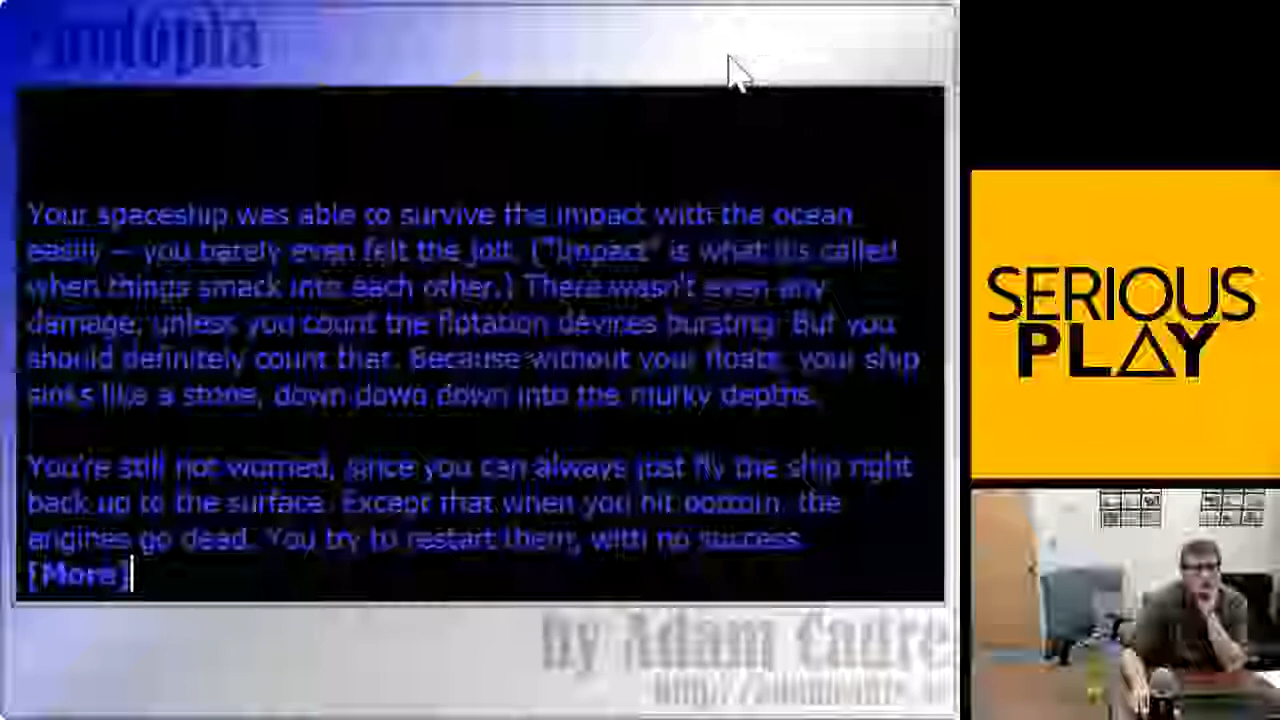 Your spaceship was able to survive the impact with the ocean
easily – you barely even felt the jolt. ("Impact" is what it's called
when things smack into each other.) There wasn't even any
damage, unless you count the flotation devices bursting. But you
should definitely count that. Because without your floats, your ship
sinks like a stone, down down down into the murky depths.
You're still not worried, since you can always just fly the ship right
back up to the surface. Except that when you hit bottom, the
engines go dead. You try to restart them, with no success.
[More]
by Adam Cadre
SERIOUS
PLAY